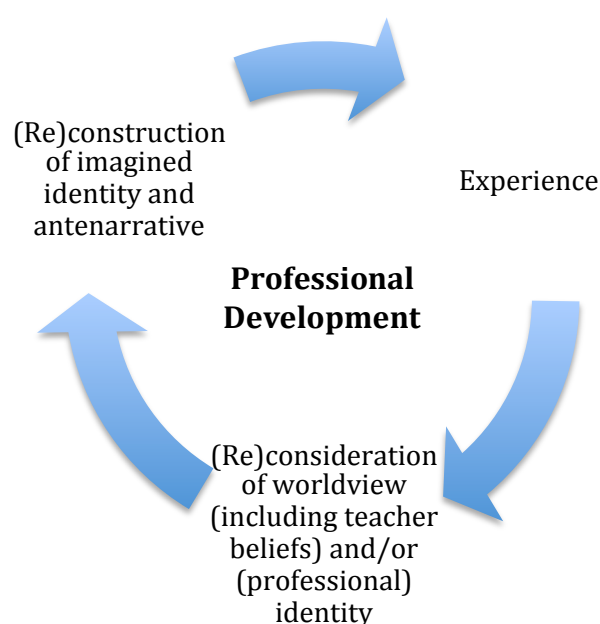 (Re)construction
of imagined
identity and
antenarrative
Experience
Professional
Development
(Re)consideration
of worldview
(including teacher
beliefs) and/or
(professional)
identity